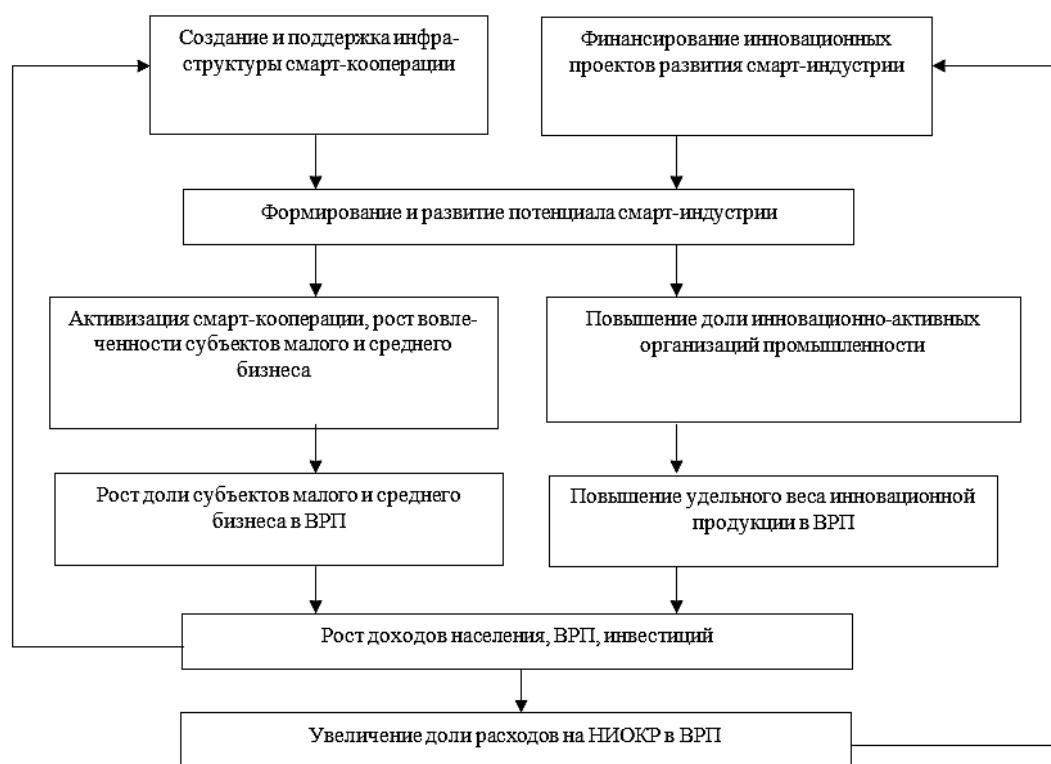 Создание и поддержка инфра-
структуры смарт-кооперации
Финансирование инновационных
проектов развития смарт-индустрии
Формирование и развитие потенциала смарт-индустрии
Активизация смарт-кооперации, рост вовле-
ченности субъектов малого и среднего
бизнеса
Повышение доли инновационно-активных
организаций промышленности
Рост доли субъектов малого и среднего
бизнеса в ВРП
Повышение удельного веса инновационной
продукции в ВРП
Рост доходов населения, ВРП, инвестиций
Увеличение доли расходов на НИОКР в ВРП